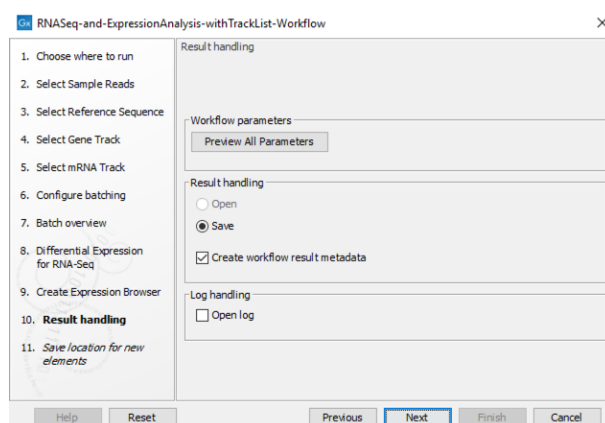 Gx RNASeq-and-ExpressionAnalysis-withTrackList-Workflow
1. Choose where to run
2. Select Sample Reads
3. Select Reference Sequence
4. Select Gene Track
5. Select mRNA Track
6. Configure batching
7. Batch overview
8. Differential Expression
for RNA-Seq
9. Create Expression Browser
10. Result handling
11. Save location for new
elements
Result handling
Workflow parameters
Preview All Parameters
Result handling
Open
Save
Create workflow result metadata
Log handling
Open log
Help Reset Previous Next Finish Cancel